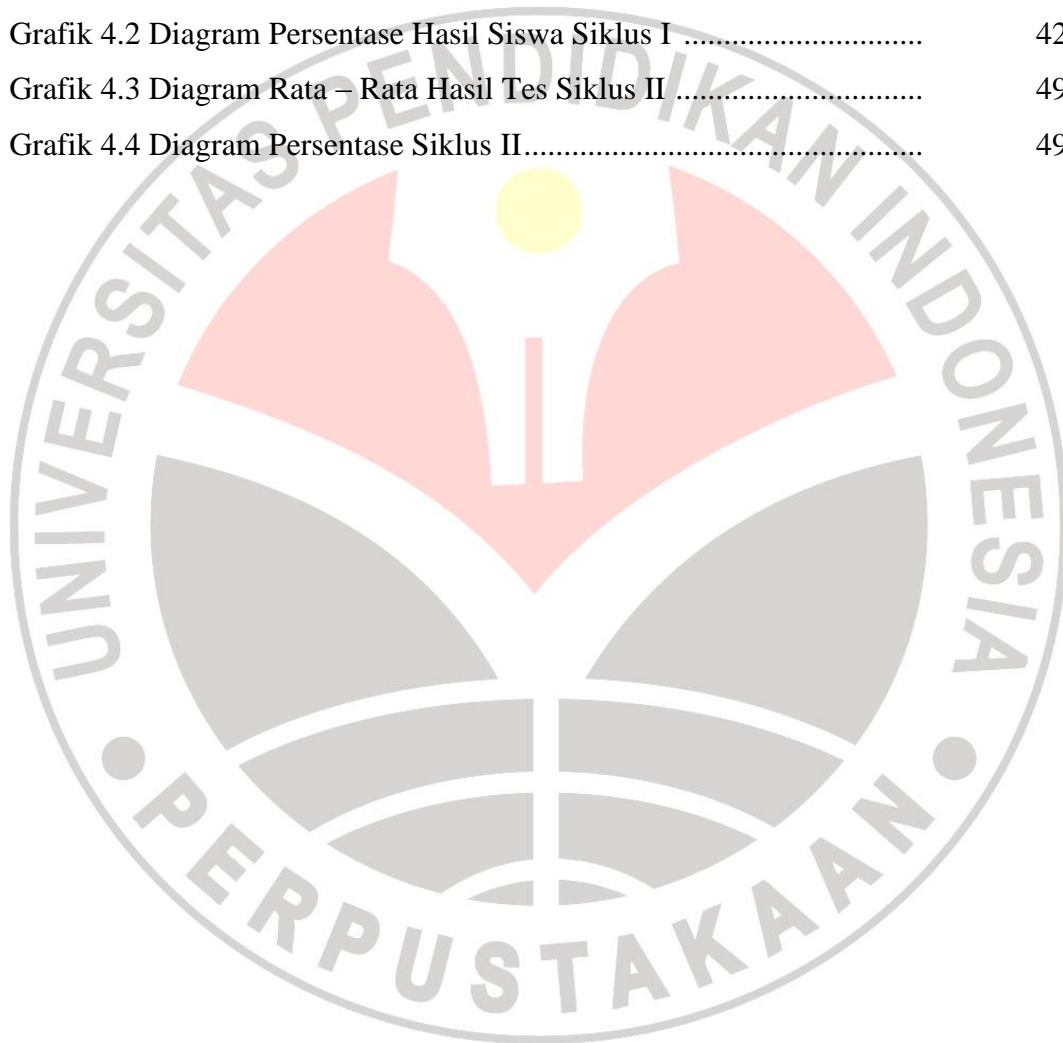 Grafik 4.2 Diagram Persentase Hasil Siswa Siklus I .............................. 42
Grafik 4.3 Diagram Rata – Rata Hasil Tes Siklus II ............................... 49
Grafik 4.4 Diagram Persentase Siklus II.................................................. 49
UNIVERSITAS PENDIDIKAN INDONESIA
PERPUSTAKAAN